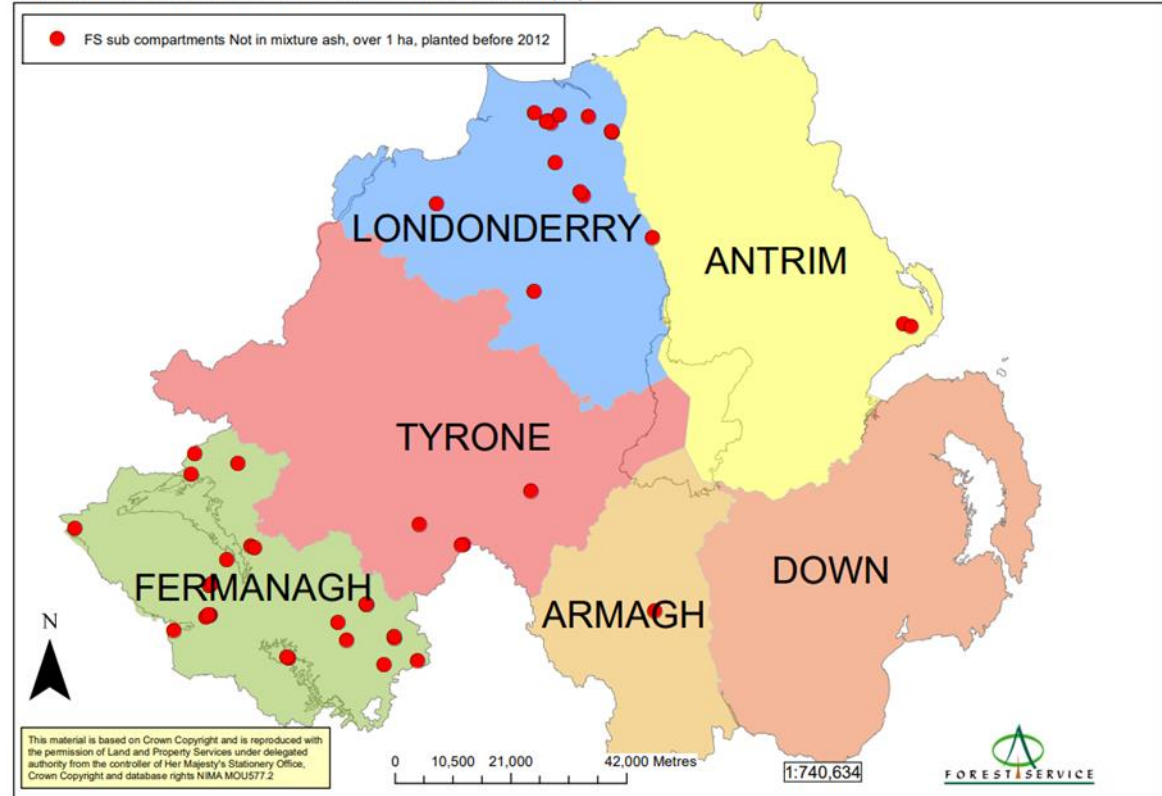 FS sub compartments Not in mixture ash, over 1 ha, planted before 2012
LONDONDERRY
ANTRIM
TYRONE
FERMANAGH
ARMAGH
DOWN
N
This material is based on Crown Copyright and is reproduced with
the permission of Land and Property Services under delegated
authority from the controller of Her Majesty's Stationery Office,
Crown Copyright and database rights NIMA MOU577.2
0 10,500 21,000 42,000 Metres
1:740,634
FOREST SERVICE